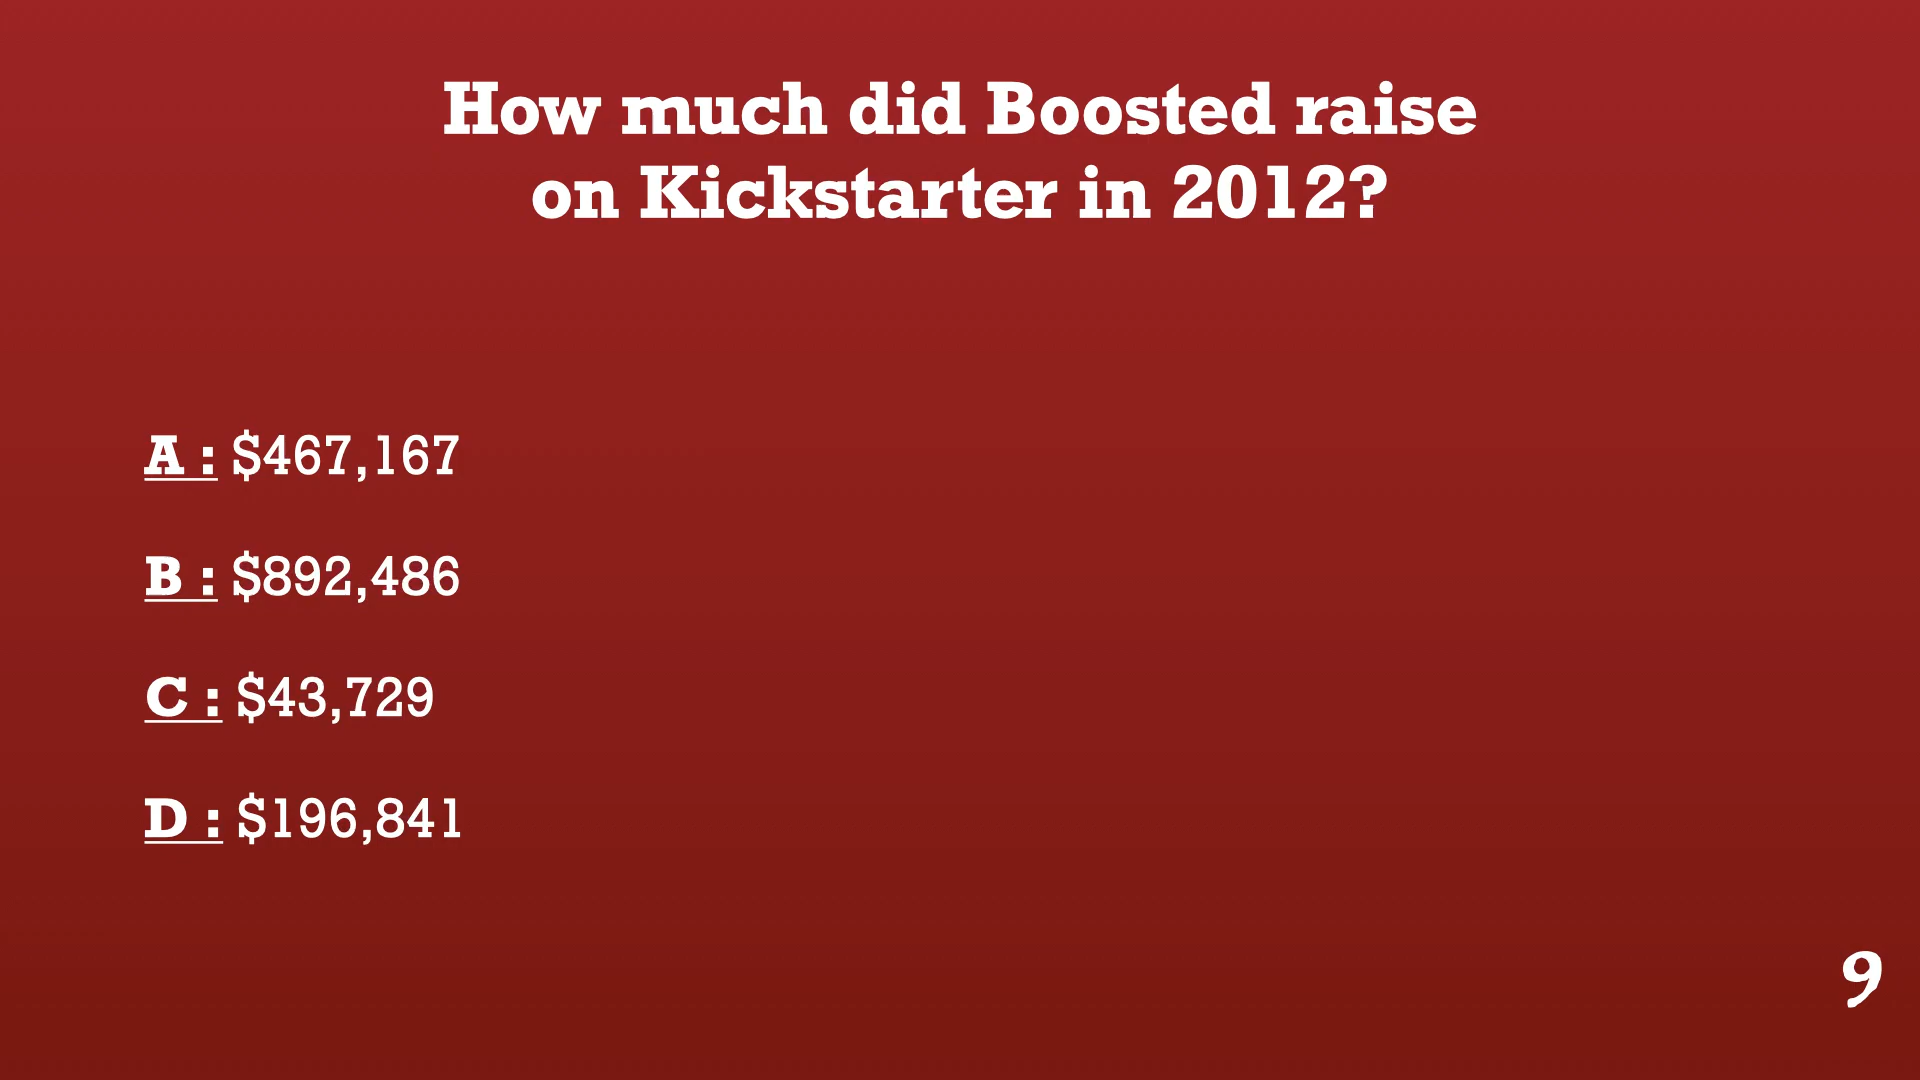 How much did Boosted raise
on Kickstarter in 2012?
A : $467,167
B : $892,486
C : $43,729
D : $196,841
9